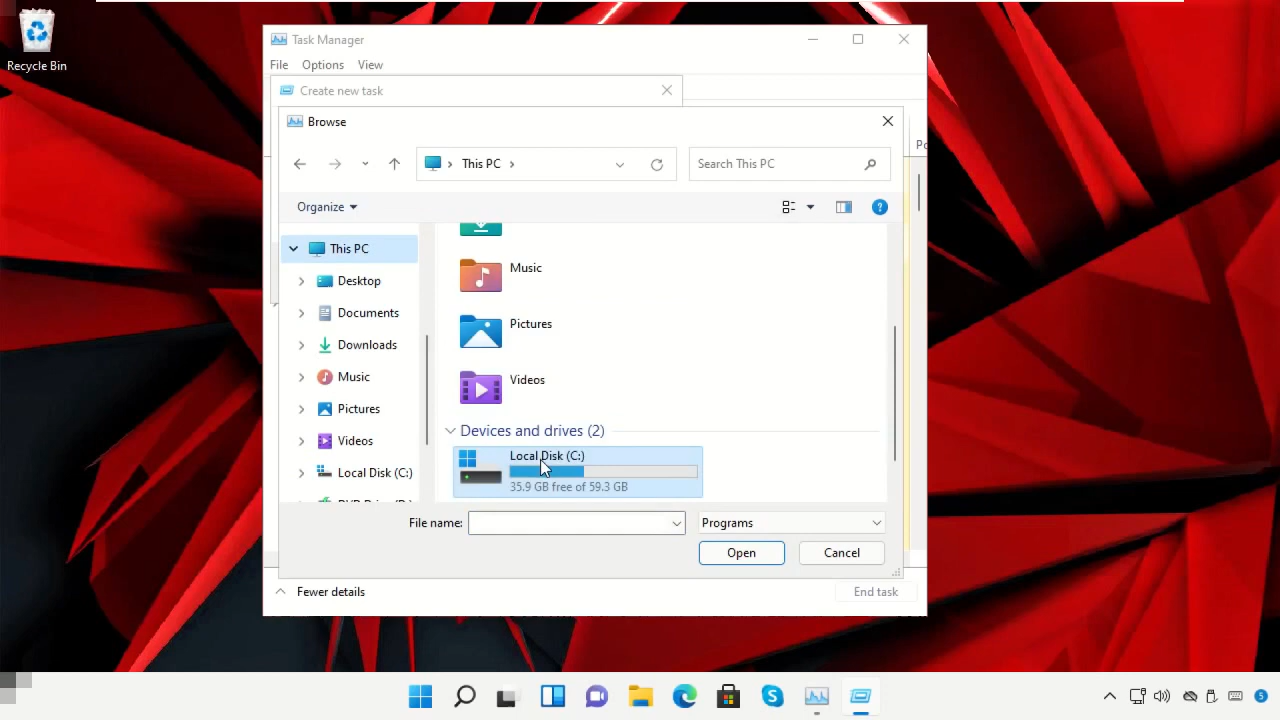 Recycle Bin
Task Manager
File Options View
Create new task
Browse
This PC
Search This PC
Organize
This PC
Desktop
Documents
Downloads
Music
Pictures
Videos
Local Disk (C:)
Music
Pictures
Videos
Devices and drives (2)
Local Disk (C:)
35.9 GB free of 59.3 GB
File name:
Programs
Open
Cancel
Fewer details
End task
5